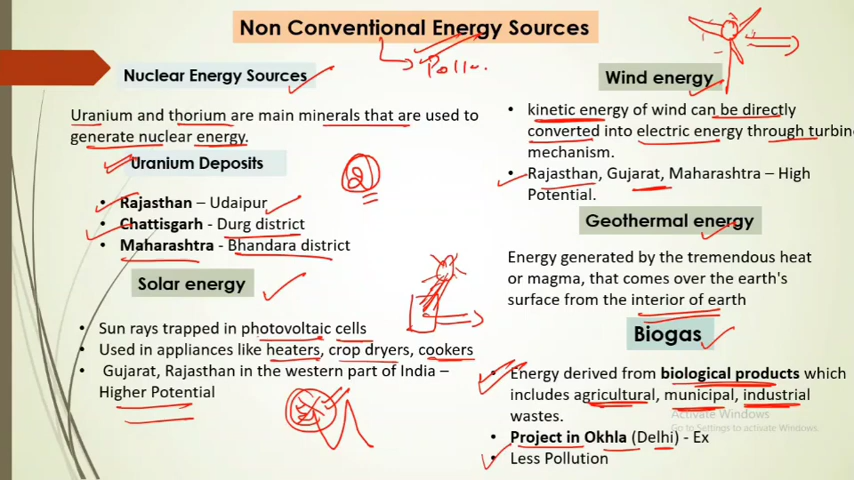 Non Conventional Energy Sources
Nuclear Energy Sources
Uranium and thorium are main minerals that are used to
generate nuclear energy.
Uranium Deposits
• Rajasthan – Udaipur
• Chattisgarh - Durg district
• Maharashtra - Bhandara district
Solar energy
• Sun rays trapped in photovoltaic cells
• Used in appliances like heaters, crop dryers, cookers
• Gujarat, Rajasthan in the western part of India –
Higher Potential
Pollu.
2
Wind energy
• kinetic energy of wind can be directly
converted into electric energy through turbine
mechanism.
• Rajasthan, Gujarat, Maharashtra – High
Potential.
Geothermal energy
Energy generated by the tremendous heat
or magma, that comes over the earth's
surface from the interior of earth
Biogas
• Energy derived from biological products which
includes agricultural, municipal, industrial
wastes.
• Project in Okhla (Delhi) - Ex
• Less Pollution
Activate Windows
Go to Settings to activate Windows.